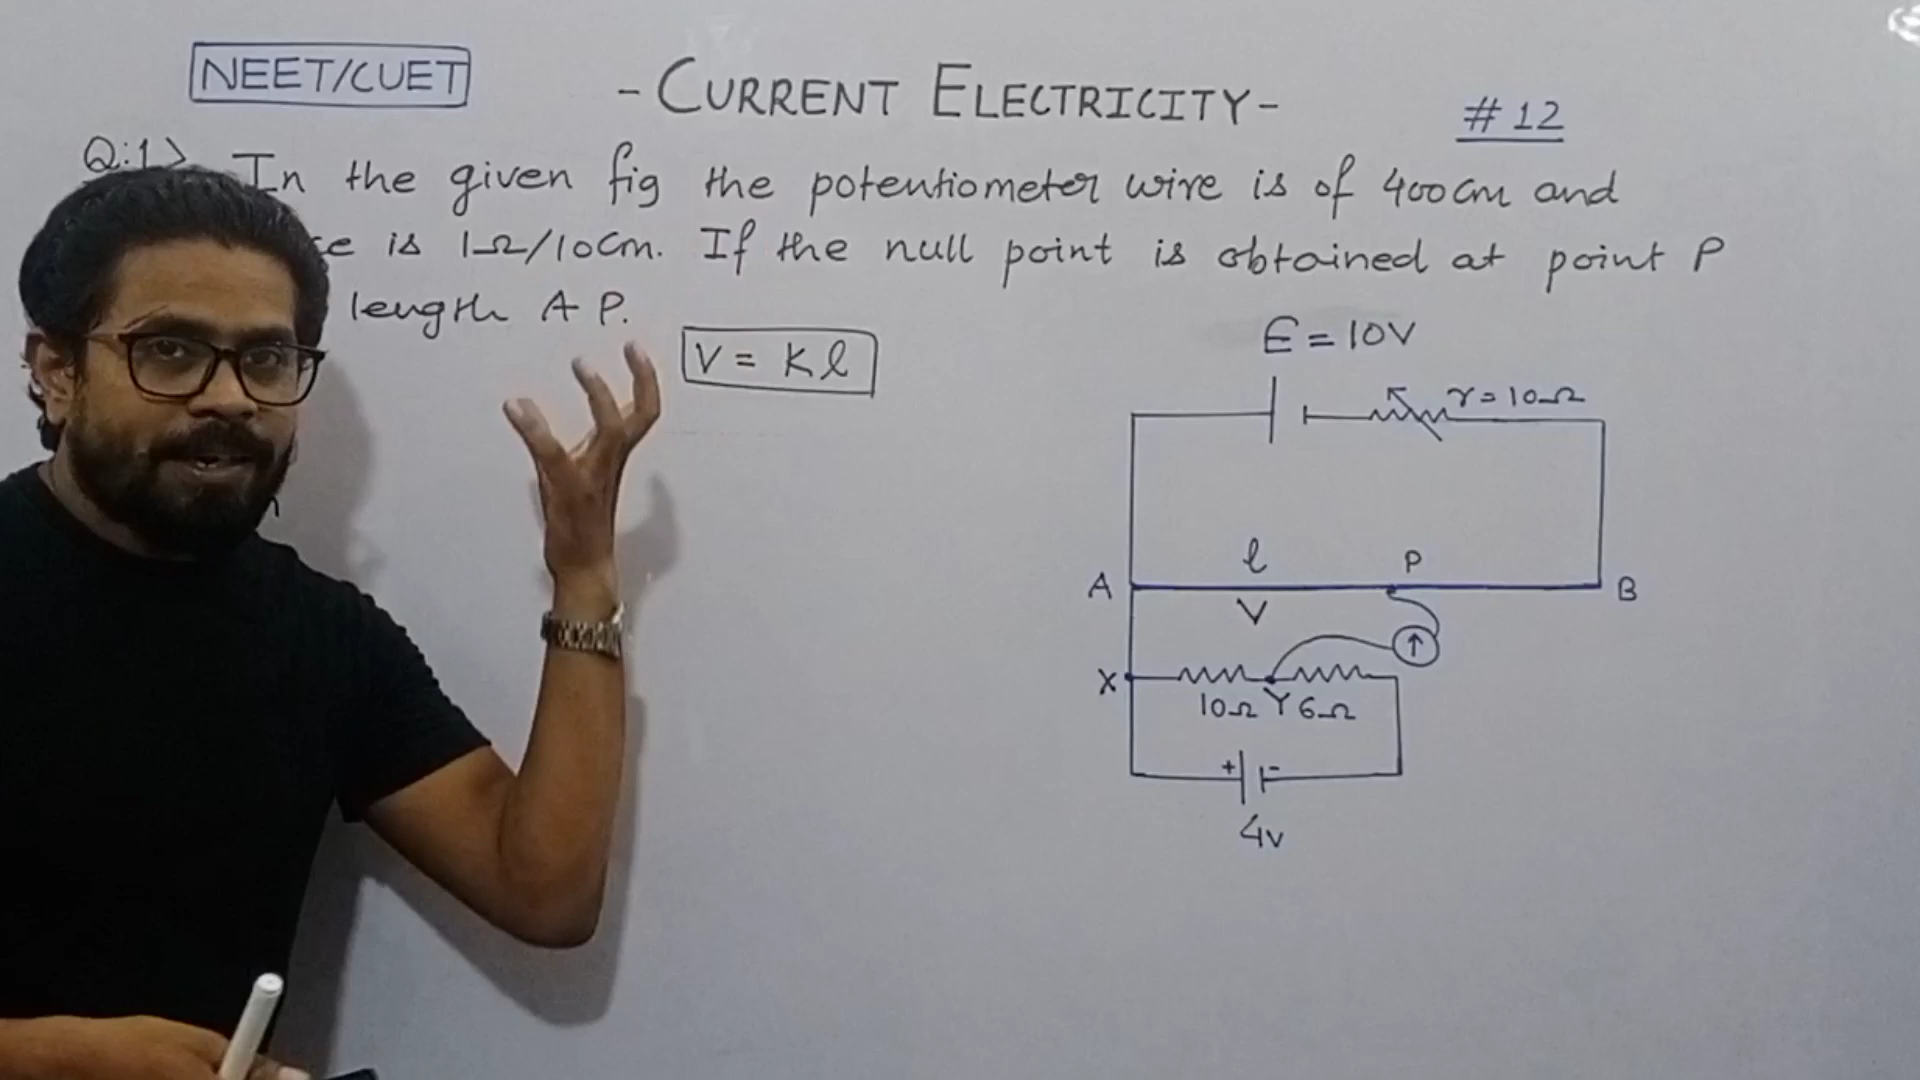 NEET/CUET
- CURRENT ELECTRICITY -
# 12
Q:1> In the given fig the potentiometer wire is of 400cm and
is 1Ω/10cm. If the null point is obtained at point P
length A P.
V = Kl
E = 10V
r = 10Ω
l
P
A
B
V
X
10Ω Y 6Ω
+ -
4v